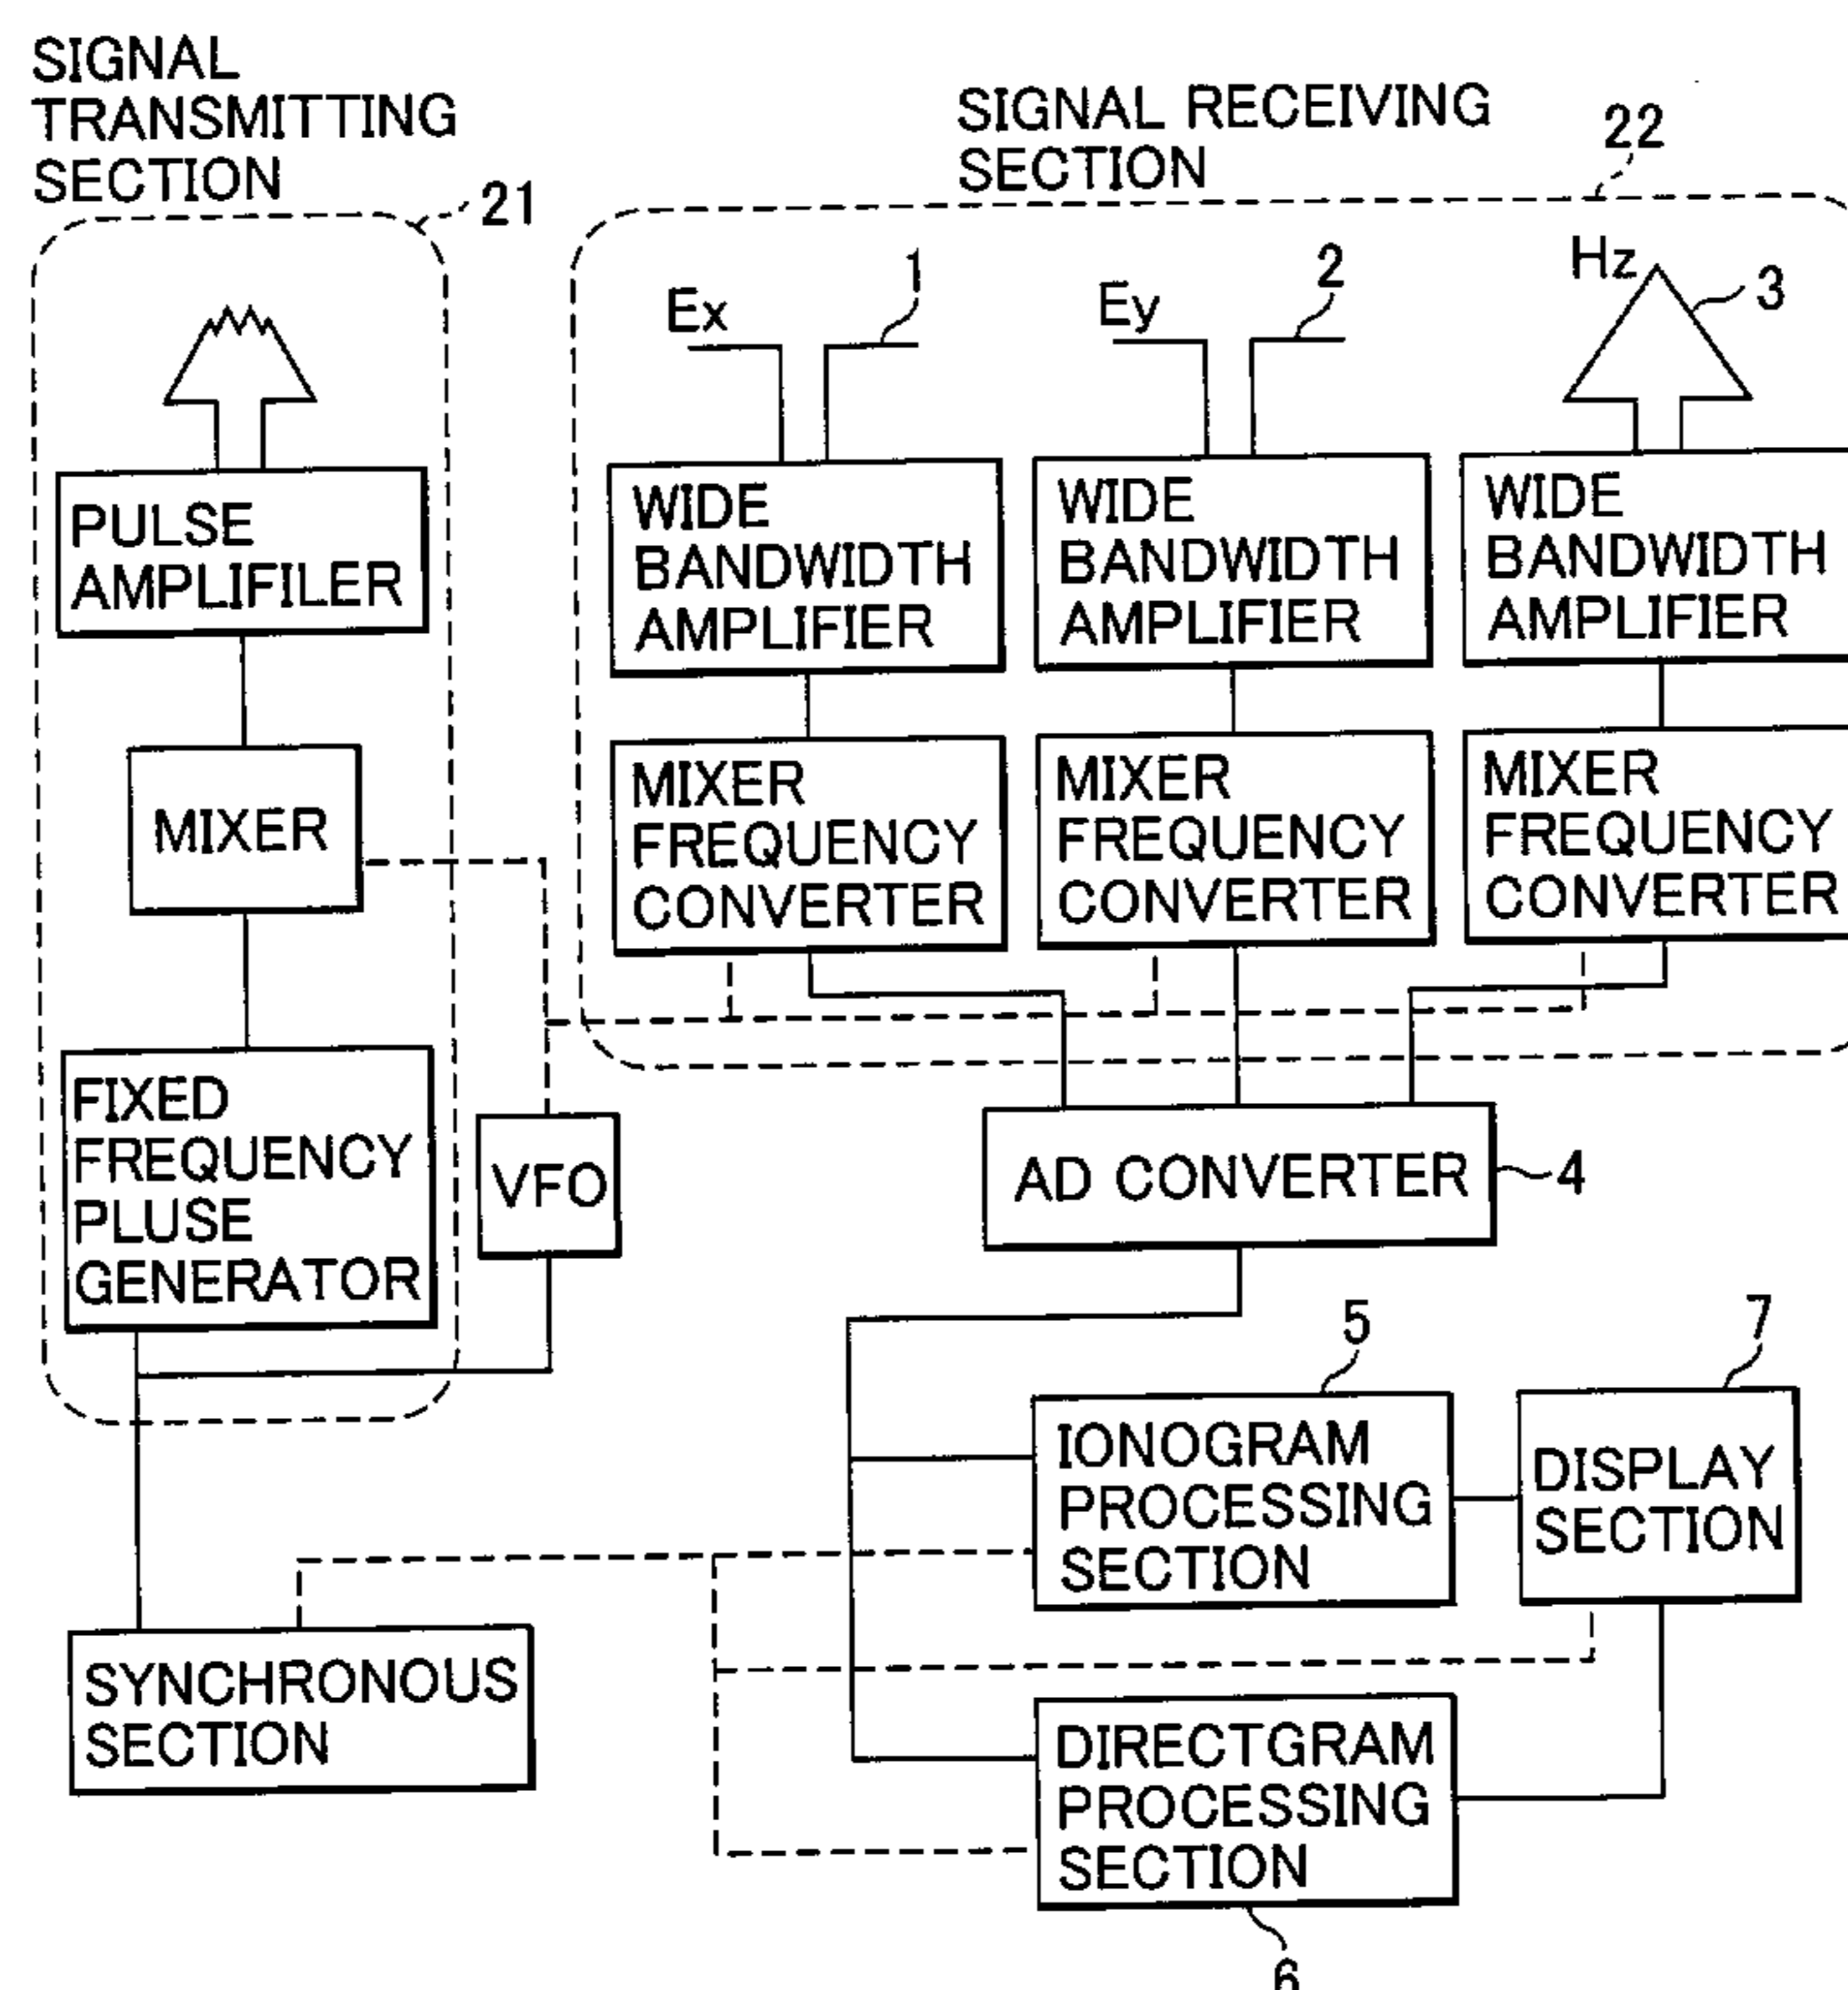 SIGNAL
TRANSMITTING
SECTION
21
SIGNAL RECEIVING
SECTION
22
Ex
1
Ey
2
Hz
3
PULSE
AMPLIFILER
WIDE
BANDWIDTH
AMPLIFIER
WIDE
BANDWIDTH
AMPLIFIER
WIDE
BANDWIDTH
AMPLIFIER
MIXER
MIXER
FREQUENCY
CONVERTER
MIXER
FREQUENCY
CONVERTER
MIXER
FREQUENCY
CONVERTER
FIXED
FREQUENCY
PLUSE
GENERATOR
VFO
AD CONVERTER
4
5
IONOGRAM
PROCESSING
SECTION
7
DISPLAY
SECTION
SYNCHRONOUS
SECTION
DIRECTGRAM
PROCESSING
SECTION
6